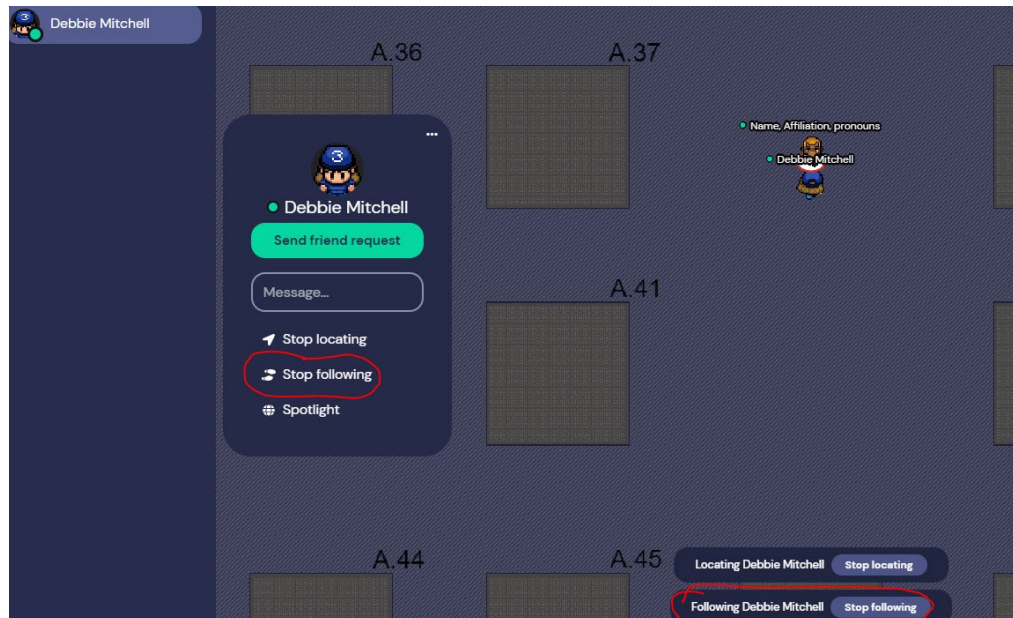 Debbie Mitchell
A.36
A.37
...
3
Debbie Mitchell
Send friend request
Message...
Stop locating
Stop following
Spotlight
Name, Affiliation, pronouns
Debbie Mitchell
A.41
A.44
A.45
Locating Debbie Mitchell Stop locating
Following Debbie Mitchell Stop following